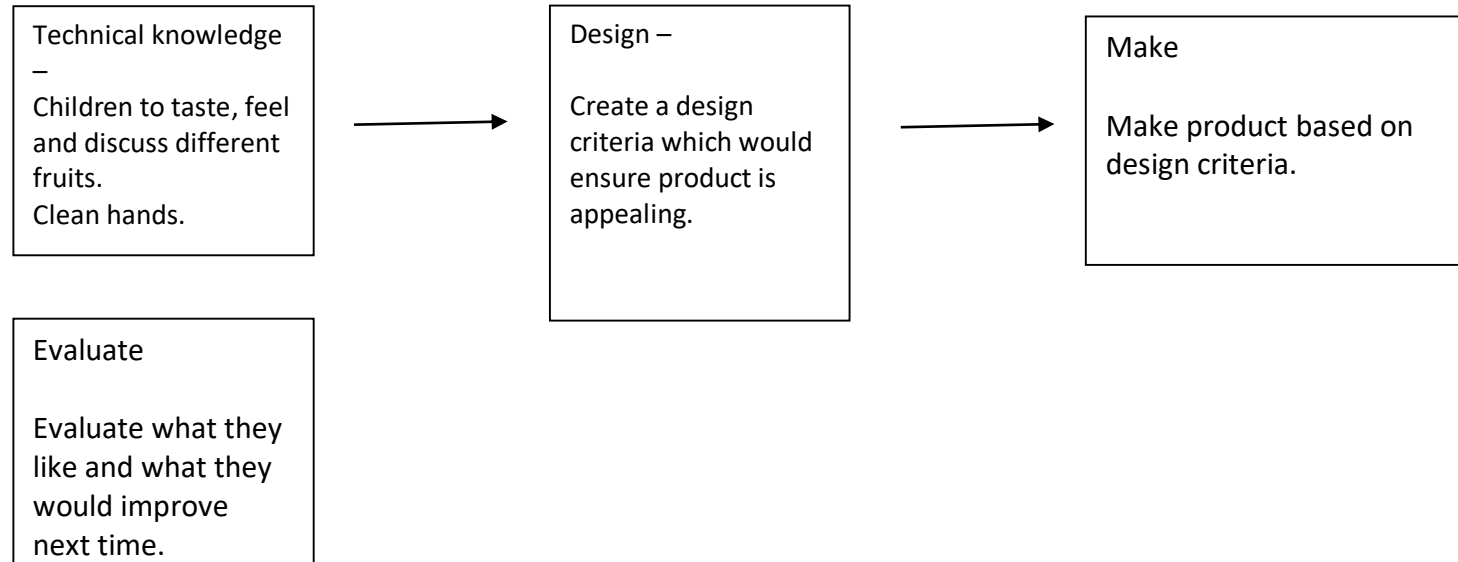 Technical knowledge
–
Children to taste, feel
and discuss different
fruits.
Clean hands.
Design –
Create a design
criteria which would
ensure product is
appealing.
Make
Make product based on
design criteria.
Evaluate
Evaluate what they
like and what they
would improve
next time.